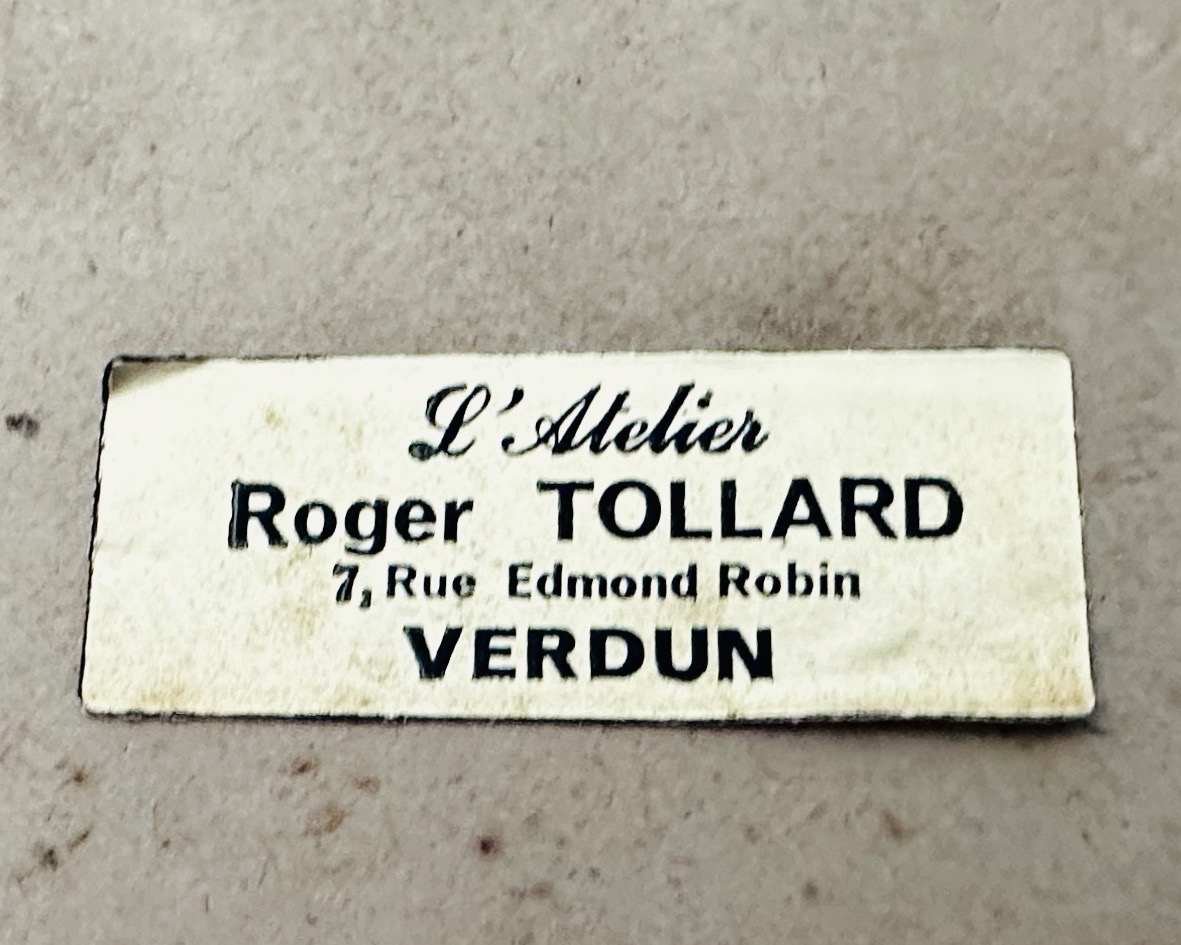 L'Atelier
Roger TOLLARD
7, Rue Edmond Robin
VERDUN